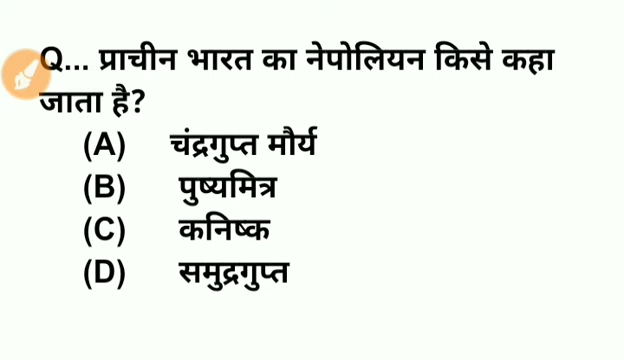 Q... प्राचीन भारत का नेपोलियन किसे कहा
जाता है?
(A) चंद्रगुप्त मौर्य
(B) पुष्यमित्र
(C) कनिष्क
(D) समुद्रगुप्त